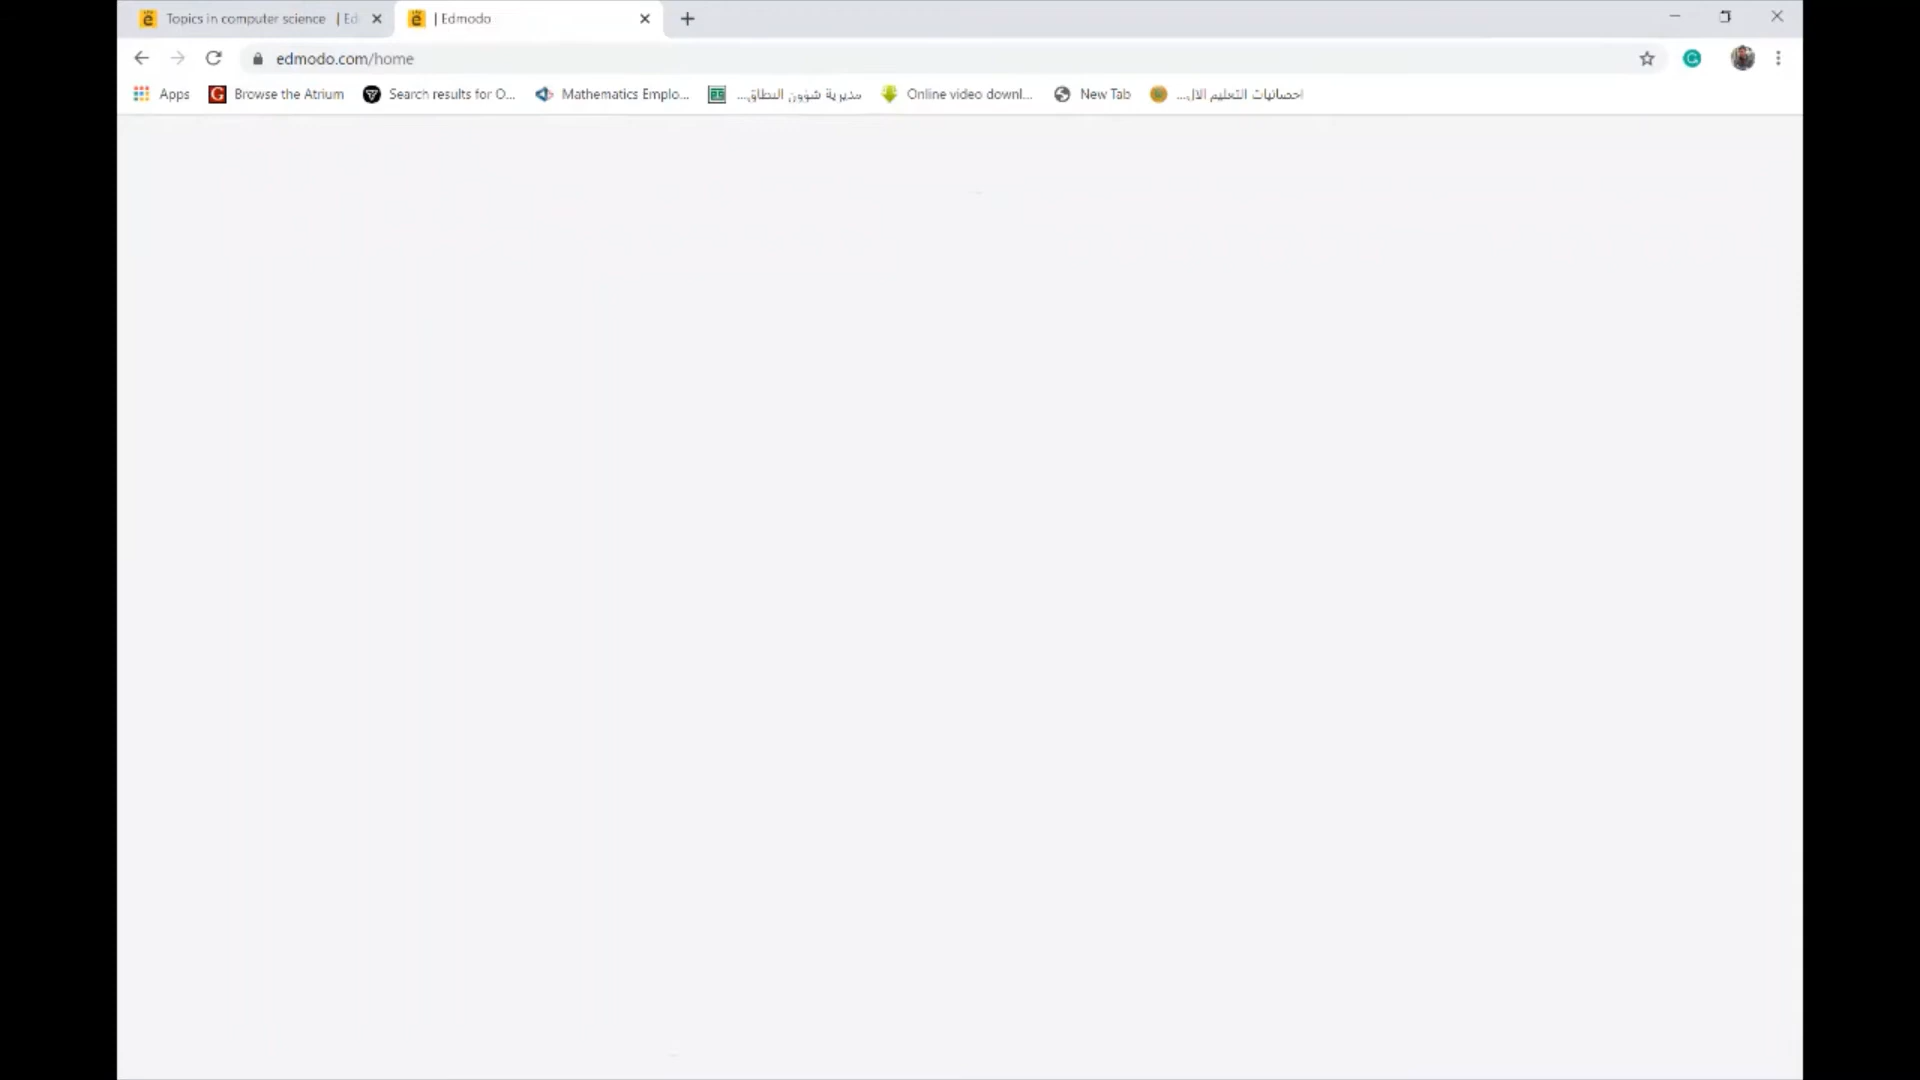 Topics in computer science | Ed
| Edmodo
edmodo.com/home
Apps
Browse the Atrium
Search results for O...
Mathematics Emplo...
مديرية شؤون البطاق...
Online video downl...
New Tab
احصائيات التعليم الال...